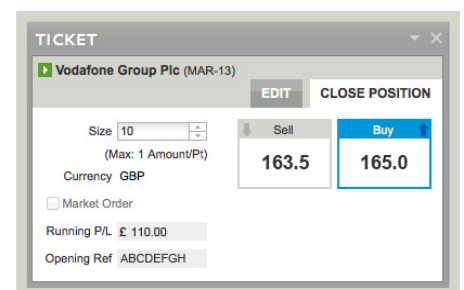 TICKET
Vodafone Group Plc (MAR-13)
EDIT CLOSE POSITION
Size 10 Sell Buy
(Max: 1 Amount/Pt) 163.5 165.0
Currency GBP
Market Order
Running P/L £ 110.00
Opening Ref ABCDEFGH